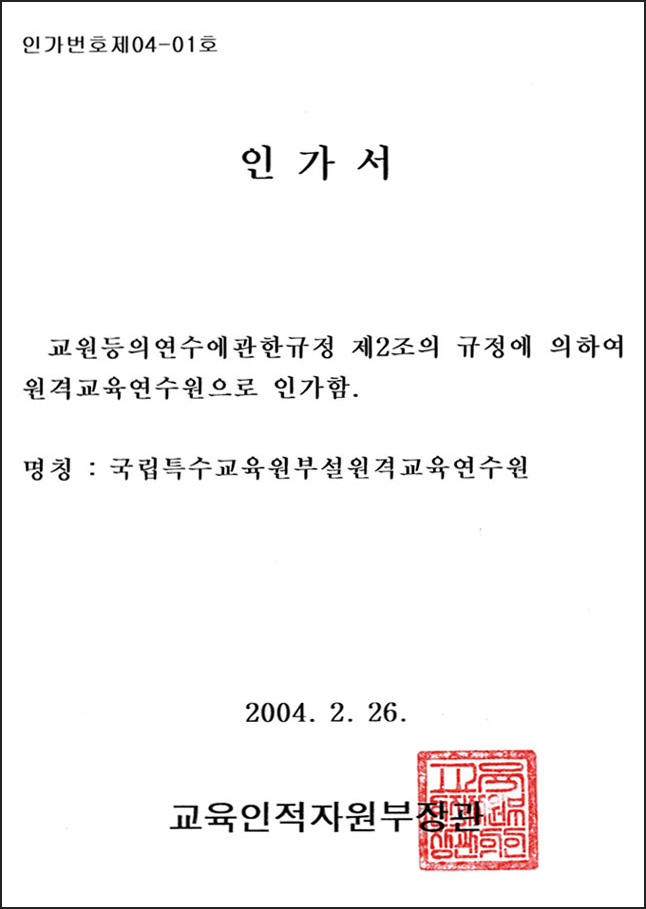 인가번호제04-01호
인 가 서
교원등의연수에관한규정 제2조의 규정에 의하여
원격교육연수원으로 인가함.
명칭 : 국립특수교육원부설원격교육연수원
2004. 2. 26.
교육인적자원부장관